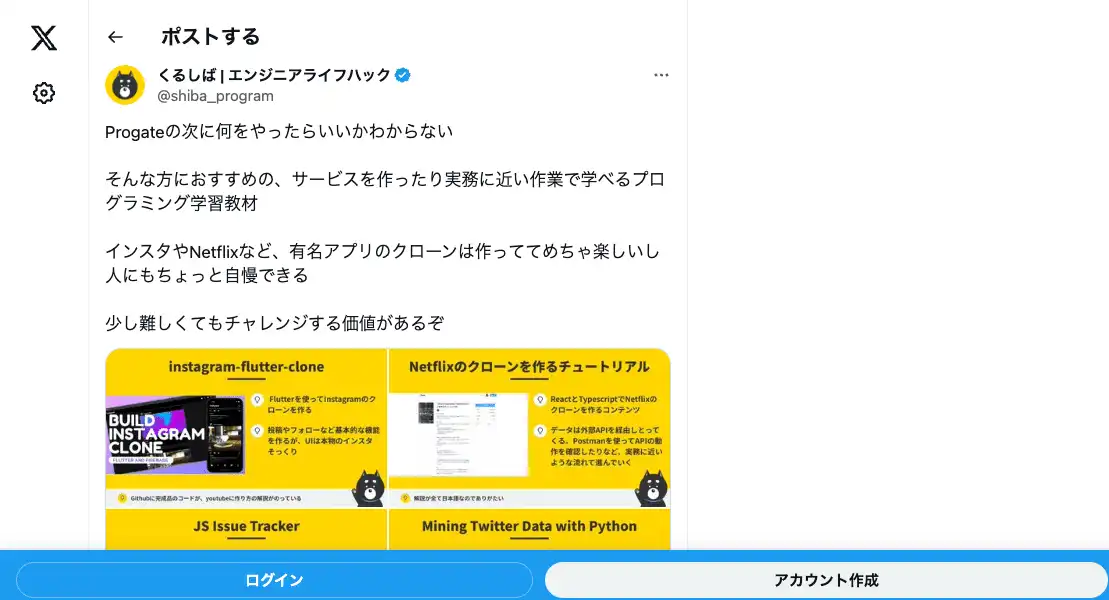 ポストする
くるしば | エンジニアライフハック
@shiba_program
Progateの次に何をやったらいいかわからない
そんな方におすすめの、サービスを作ったり実務に近い作業で学べるプロ
グラミング学習教材
インスタやNetflixなど、有名アプリのクローンは作っててめちゃ楽しいし
人にもちょっと自慢できる
少し難しくてもチャレンジする価値があるぞ
instagram-flutter-clone
BUILD
INSTAGRAM
CLONE
FLUTTER AND FIREBASE
Flutterを使ってInstagramのク
ローンを作る
投稿やフォローなど基本的な機能
を作るが、UIは本物のインスタ
そっくり
Githubに完成品のコードが、youtubeに作り方の解説がのっている
Netflixのクローンを作るチュートリアル
ReactとTypescriptでNetflixの
クローンを作るコンテンツ
データは外部APIを経由しとって
くる。Postmanを使ってAPIの動
作を確認したりなど、実務に近い
ような流れで進んでいく
解説が全て日本語なのでありがたい
JS Issue Tracker
Mining Twitter Data with Python
ログイン
アカウント作成